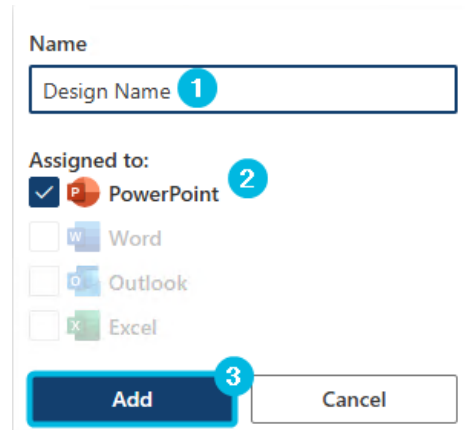 Name
Design Name 1
Assigned to:
PowerPoint 2
Word
Outlook
Excel
3
Add Cancel